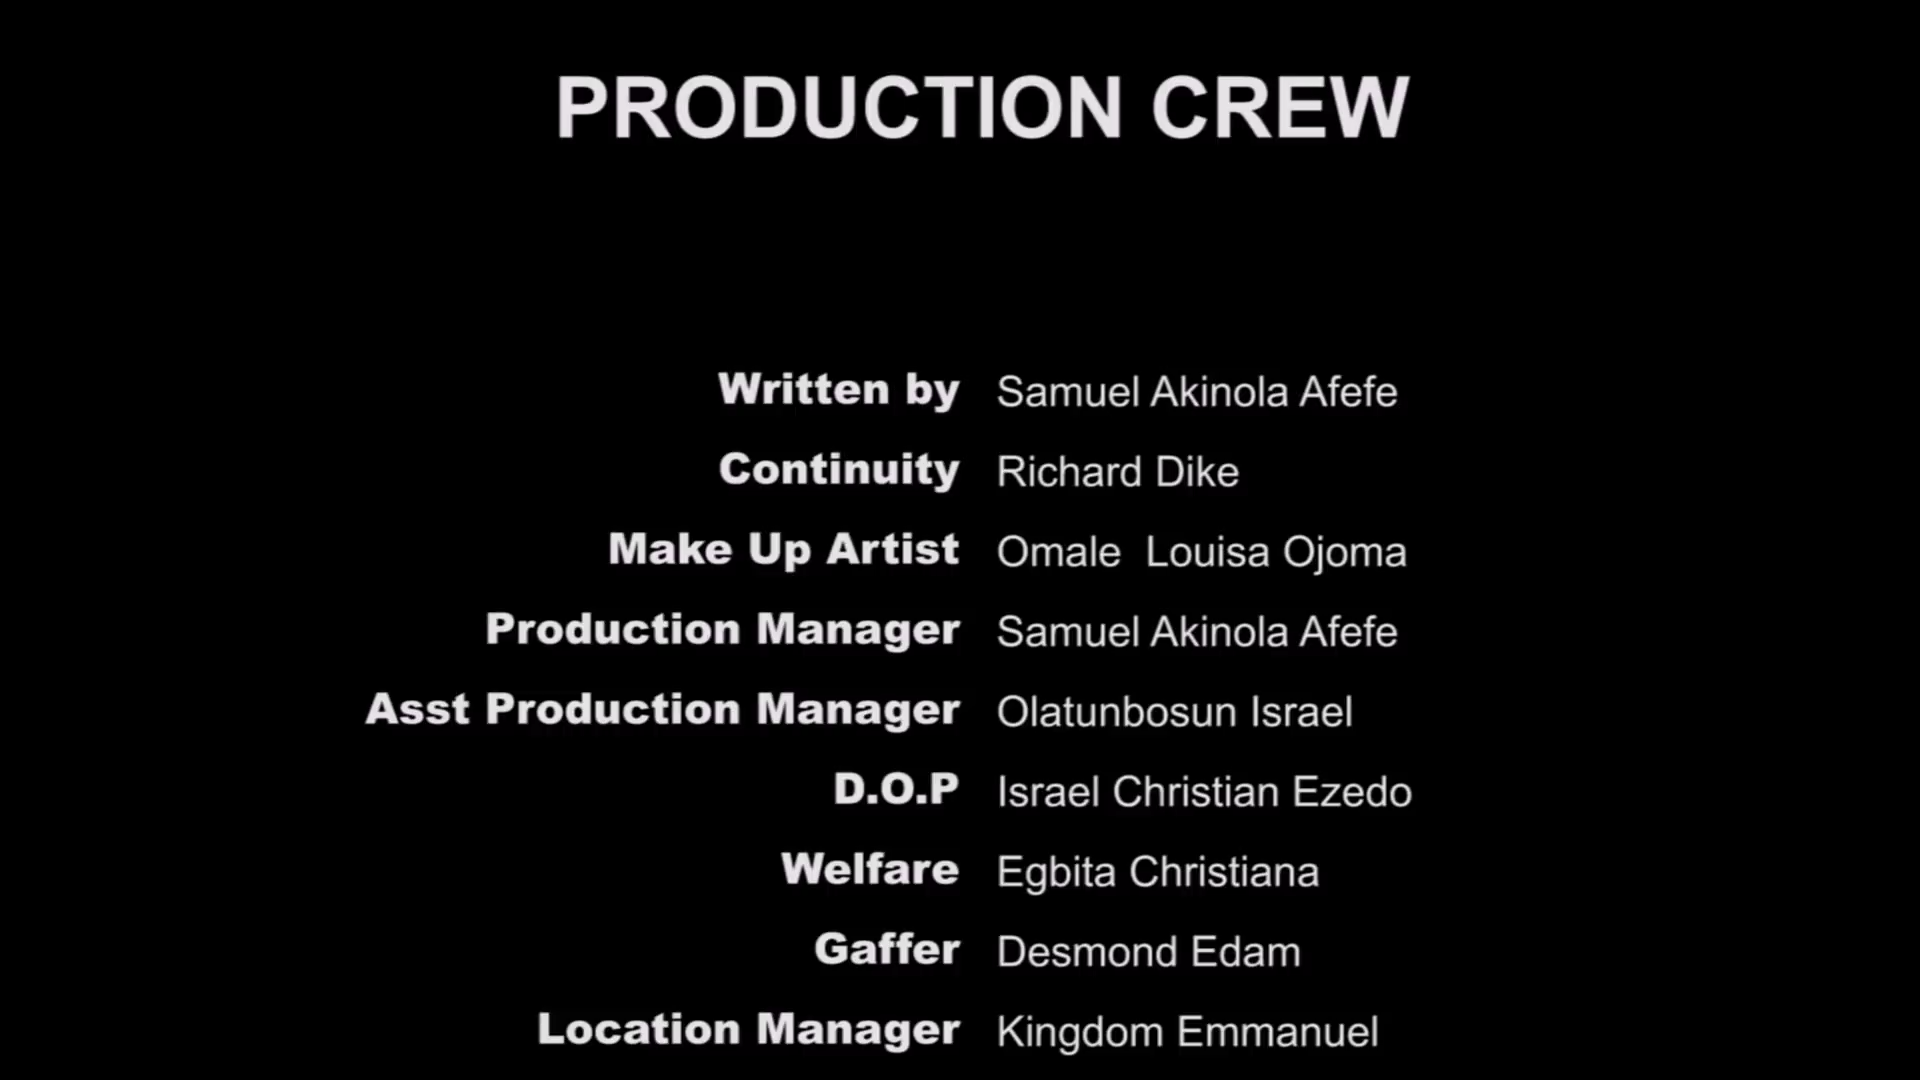 PRODUCTION CREW
Written by Samuel Akinola Afefe
Continuity Richard Dike
Make Up Artist Omale  Louisa Ojoma
Production Manager Samuel Akinola Afefe
Asst Production Manager Olatunbosun Israel
D.O.P Israel Christian Ezedo
Welfare Egbita Christiana
Gaffer Desmond Edam
Location Manager Kingdom Emmanuel